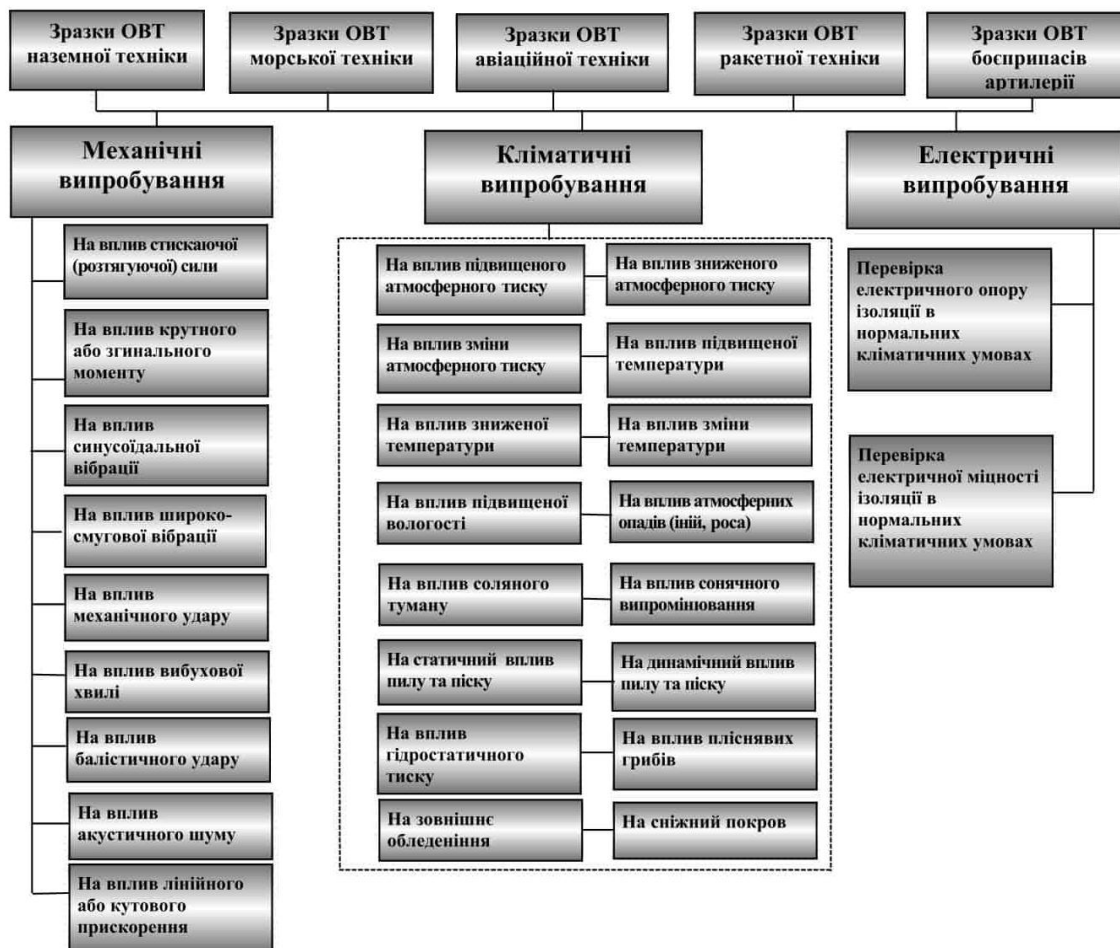 Зразки ОВТ
наземної техніки
Зразки ОВТ
морської техніки
Зразки ОВТ
авіаційної техніки
Зразки ОВТ
ракетної техніки
Зразки ОВТ
боєприпасів
артилерії
Механічні
випробування
На вплив стискаючої
(розтягуючої) сили
На вплив крутного
або згинального
моменту
На вплив
синусоїдальної
вібрації
На вплив широко-
смугової вібрації
На вплив
механічного удару
На вплив вибухової
хвилі
На вплив
балістичного удару
На вплив
акустичного шуму
На вплив лінійного
або кутового
прискорення
Кліматичні
випробування
На вплив підвищеного
атмосферного тиску
На вплив зниженого
атмосферного тиску
На вплив зміни
атмосферного тиску
На вплив підвищеної
температури
На вплив зниженої
температури
На вплив зміни
температури
На вплив підвищеної
вологості
На вплив атмосферних
опадів (іній, роса)
На вплив соляного
туману
На вплив сонячного
випромінювання
На статичний вплив
пилу та піску
На динамічний вплив
пилу та піску
На вплив
гідростатичного
тиску
На вплив пліснявих
грибів
На зовнішнє
обледеніння
На сніжний покров
Електричні
випробування
Перевірка
електричного опору
ізоляції в
нормальних
кліматичних умовах
Перевірка
електричної міцності
ізоляції в
нормальних
кліматичних умовах